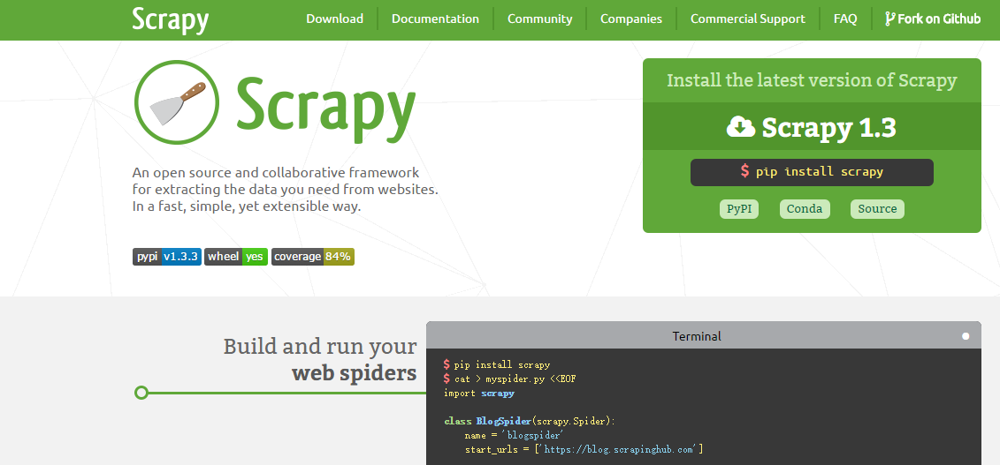 Scrapy Download Documentation Community Companies Commercial Support FAQ Fork on Github
Scrapy
An open source and collaborative framework
for extracting the data you need from websites.
In a fast, simple, yet extensible way.
pypi v1.3.3 wheel yes coverage 84%
Install the latest version of Scrapy
Scrapy 1.3
$ pip install scrapy
PyPI Conda Source
Build and run your
web spiders
Terminal
$ pip install scrapy
$ cat > myspider.py <<EOF
import scrapy
class BlogSpider(scrapy.Spider):
    name = 'blogspider'
    start_urls = ['https://blog.scrapinghub.com']